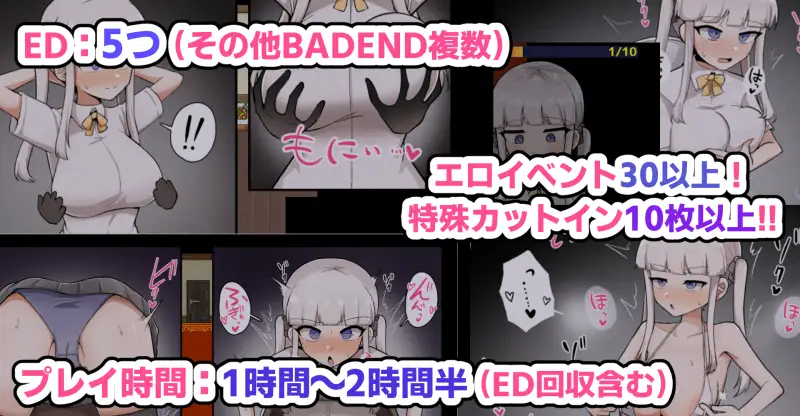 ED：5つ（その他BADEND複数）
1/10
!!
もにぃ…♥
エロイベント30以上！
特殊カットイン10枚以上!!
つ……♡
ほっ♡
プレイ時間：1時間～2時間半（ED回収含む）